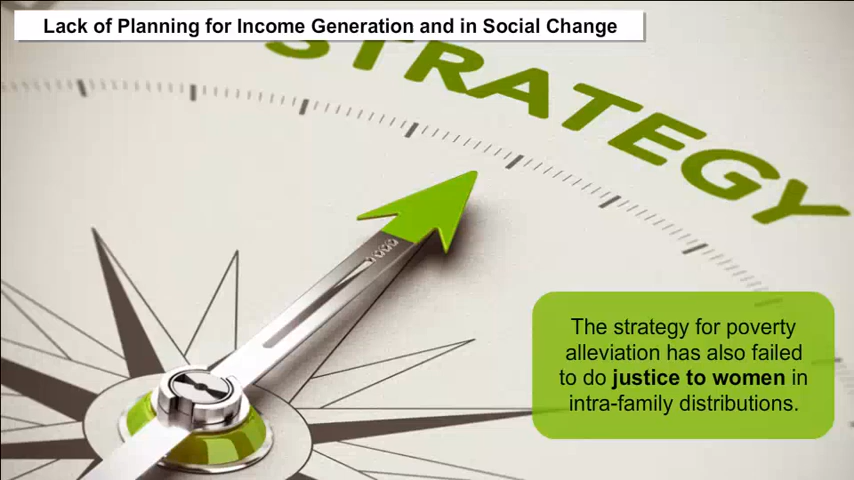 Lack of Planning for Income Generation and in Social Change
STRATEGY
The strategy for poverty
alleviation has also failed
to do justice to women in
intra-family distributions.